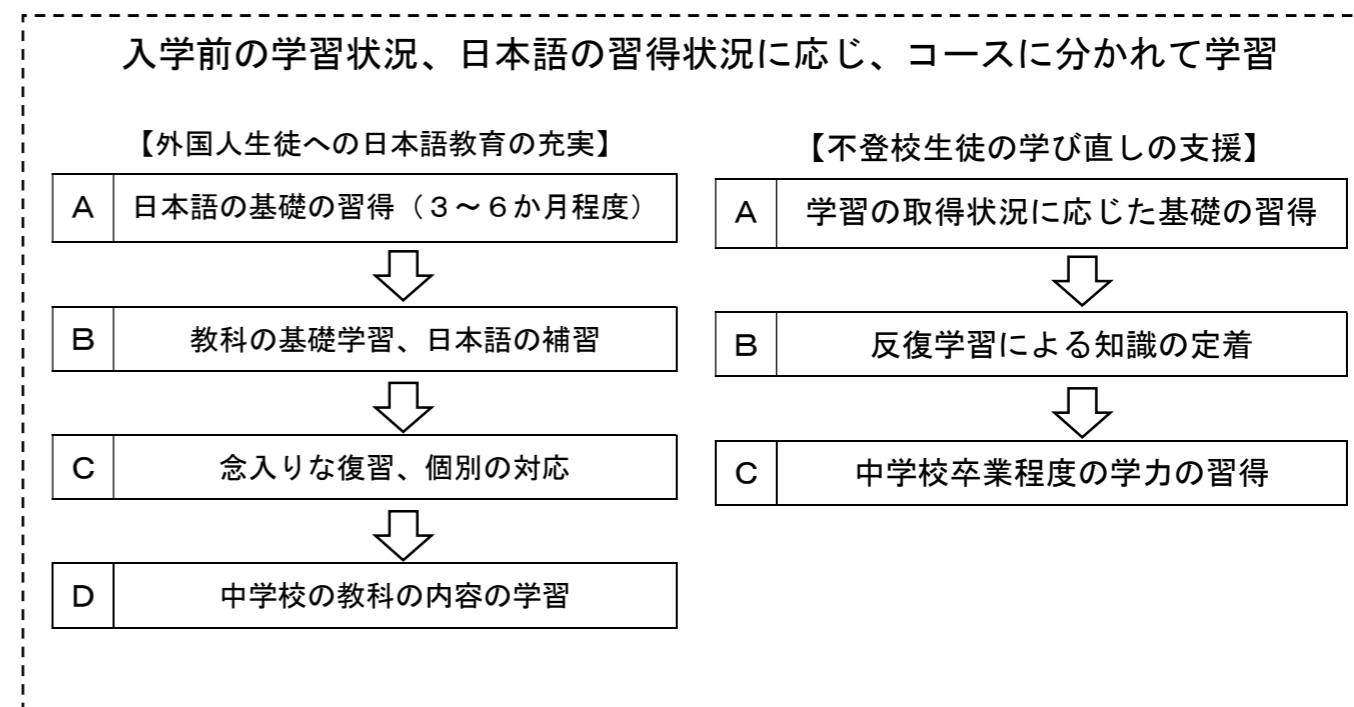 入学前の学習状況、日本語の習得状況に応じ、コースに分かれて学習
【外国人生徒への日本語教育の充実】
A 日本語の基礎の習得（３～６か月程度）
B 教科の基礎学習、日本語の補習
C 念入りな復習、個別の対応
D 中学校の教科の内容の学習
【不登校生徒の学び直しの支援】
A 学習の取得状況に応じた基礎の習得
B 反復学習による知識の定着
C 中学校卒業程度の学力の習得